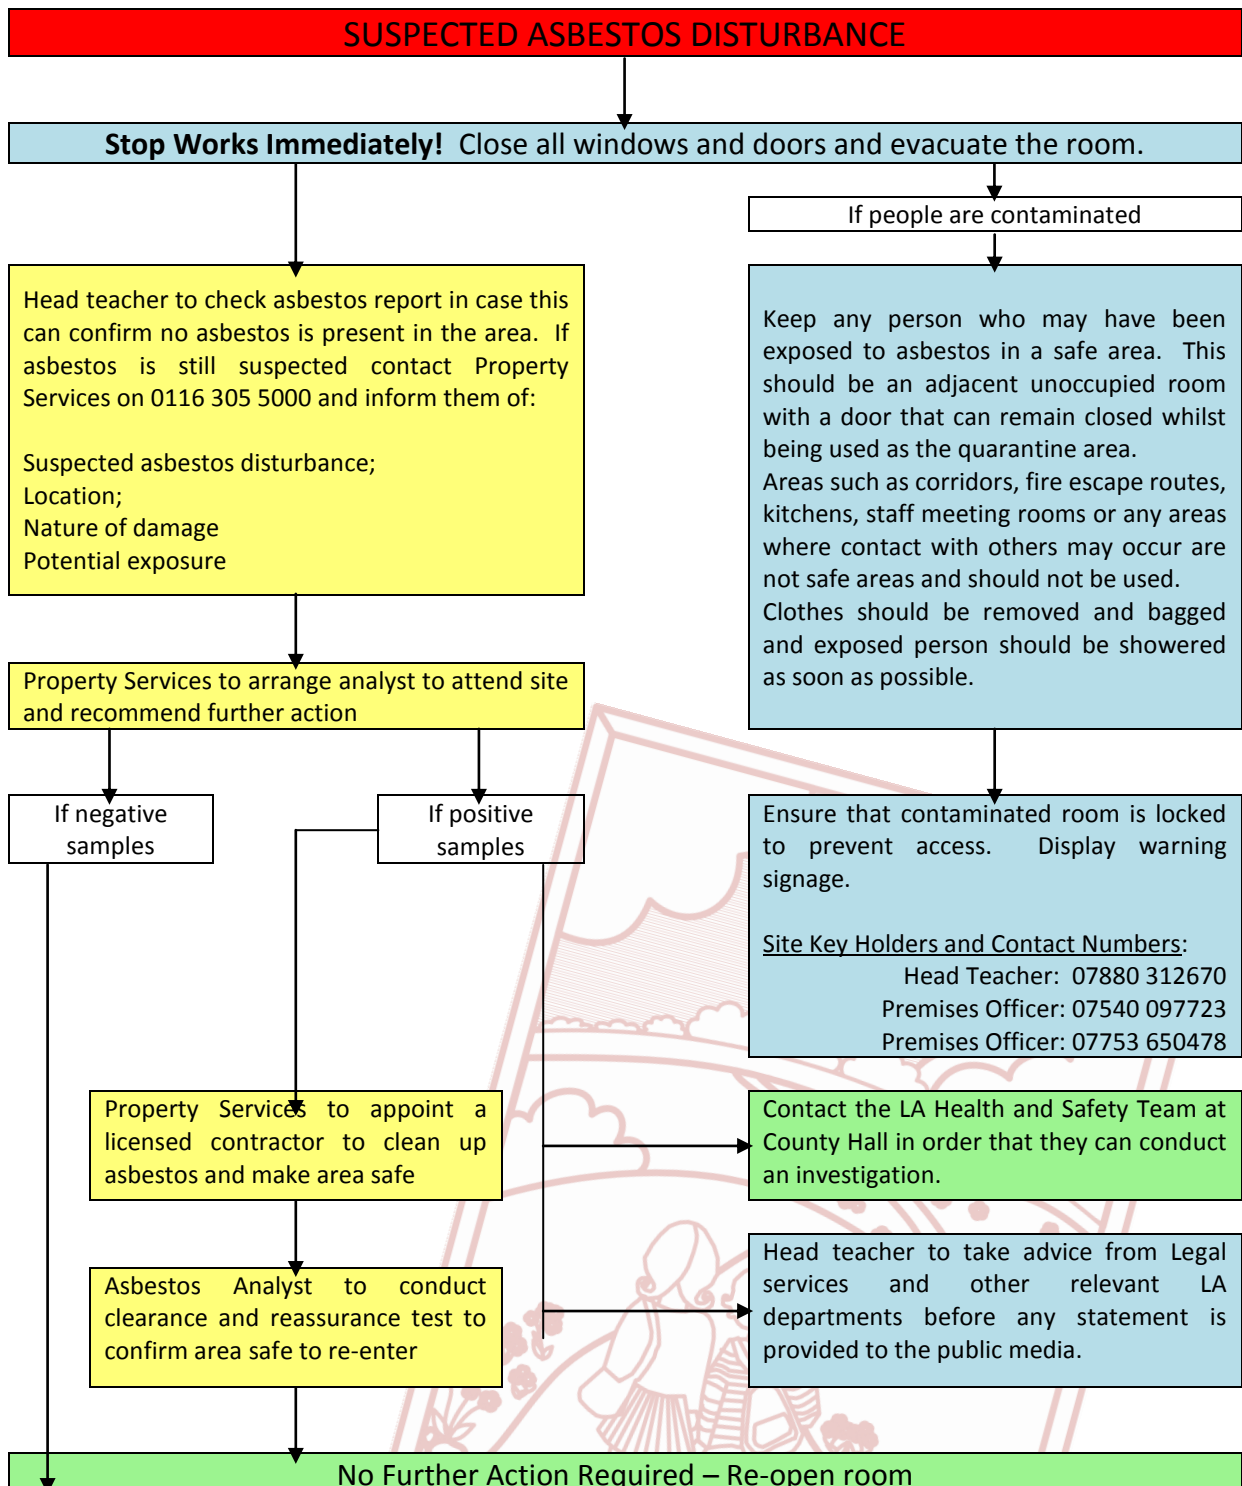 SUSPECTED ASBESTOS DISTURBANCE
Stop Works Immediately! Close all windows and doors and evacuate the room.
If people are contaminated
Head teacher to check asbestos report in case this
can confirm no asbestos is present in the area. If
asbestos is still suspected contact Property
Services on 0116 305 5000 and inform them of:
Suspected asbestos disturbance;
Location;
Nature of damage
Potential exposure
Keep any person who may have been
exposed to asbestos in a safe area. This
should be an adjacent unoccupied room
with a door that can remain closed whilst
being used as the quarantine area.
Areas such as corridors, fire escape routes,
kitchens, staff meeting rooms or any areas
where contact with others may occur are
not safe areas and should not be used.
Clothes should be removed and bagged
and exposed person should be showered
as soon as possible.
Property Services to arrange analyst to attend site
and recommend further action
If negative
samples
If positive
samples
Ensure that contaminated room is locked
to prevent access. Display warning
signage.
Site Key Holders and Contact Numbers:
Head Teacher: 07880 312670
Premises Officer: 07540 097723
Premises Officer: 07753 650478
Property Services to appoint a
licensed contractor to clean up
asbestos and make area safe
Contact the LA Health and Safety Team at
County Hall in order that they can conduct
an investigation.
Asbestos Analyst to conduct
clearance and reassurance test to
confirm area safe to re-enter
Head teacher to take advice from Legal
services and other relevant LA
departments before any statement is
provided to the public media.
No Further Action Required – Re-open room